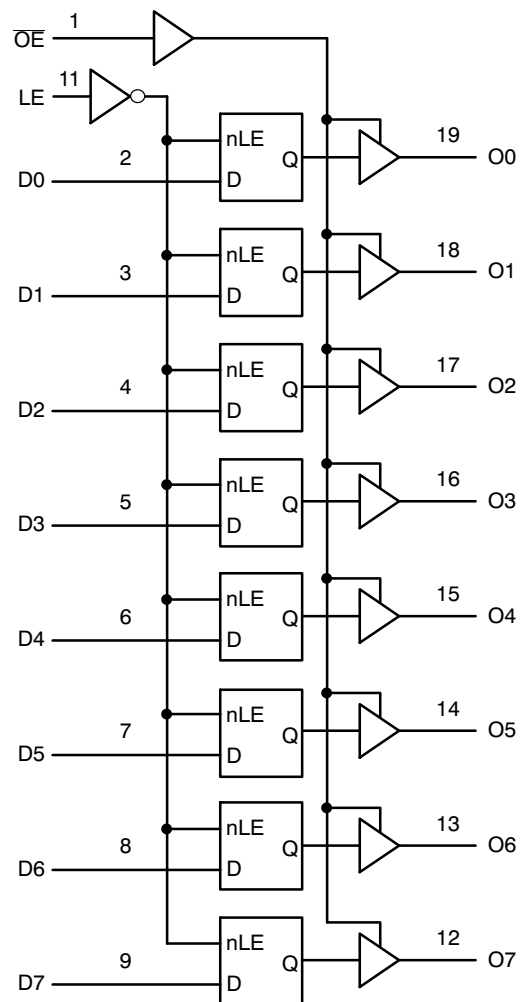 O̅E̅ 1
LE 11
nLE
D0 2 D Q 19 O0
nLE
D1 3 D Q 18 O1
nLE
D2 4 D Q 17 O2
nLE
D3 5 D Q 16 O3
nLE
D4 6 D Q 15 O4
nLE
D5 7 D Q 14 O5
nLE
D6 8 D Q 13 O6
nLE
D7 9 D Q 12 O7